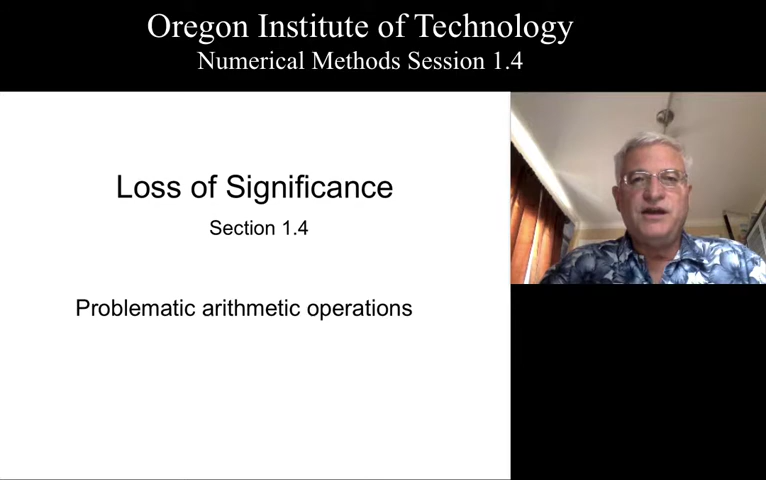 Oregon Institute of Technology
Numerical Methods Session 1.4
Loss of Significance
Section 1.4
Problematic arithmetic operations